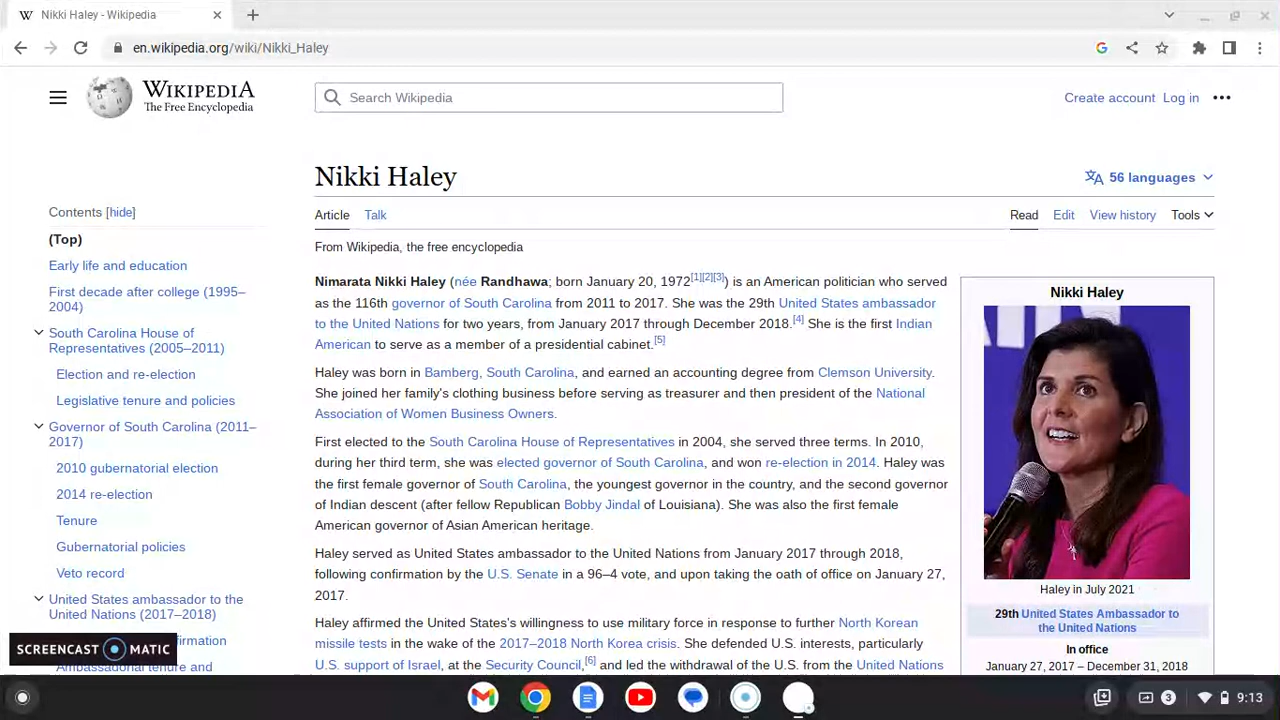 Nikki Haley - Wikipedia
en.wikipedia.org/wiki/Nikki_Haley
WIKIPEDIA
The Free Encyclopedia
Search Wikipedia
Create account Log in
Nikki Haley
56 languages
Contents [hide]
(Top)
Early life and education
First decade after college (1995–
2004)
South Carolina House of
Representatives (2005–2011)
Election and re-election
Legislative tenure and policies
Governor of South Carolina (2011–
2017)
2010 gubernatorial election
2014 re-election
Tenure
Gubernatorial policies
Veto record
United States ambassador to the
United Nations (2017–2018)
Ambassadorial tenure and
Article Talk
Read Edit View history Tools
From Wikipedia, the free encyclopedia
Nimarata Nikki Haley (née Randhawa; born January 20, 1972[1][2][3]) is an American politician who served
as the 116th governor of South Carolina from 2011 to 2017. She was the 29th United States ambassador
to the United Nations for two years, from January 2017 through December 2018.[4] She is the first Indian
American to serve as a member of a presidential cabinet.[5]
Haley was born in Bamberg, South Carolina, and earned an accounting degree from Clemson University.
She joined her family's clothing business before serving as treasurer and then president of the National
Association of Women Business Owners.
First elected to the South Carolina House of Representatives in 2004, she served three terms. In 2010,
during her third term, she was elected governor of South Carolina, and won re-election in 2014. Haley was
the first female governor of South Carolina, the youngest governor in the country, and the second governor
of Indian descent (after fellow Republican Bobby Jindal of Louisiana). She was also the first female
American governor of Asian American heritage.
Haley served as United States ambassador to the United Nations from January 2017 through 2018,
following confirmation by the U.S. Senate in a 96–4 vote, and upon taking the oath of office on January 27,
2017.
Haley affirmed the United States's willingness to use military force in response to further North Korean
missile tests in the wake of the 2017–2018 North Korea crisis. She defended U.S. interests, particularly
U.S. support of Israel, at the Security Council,[6] and led the withdrawal of the U.S. from the United Nations
Nikki Haley
Haley in July 2021
29th United States Ambassador to
the United Nations
In office
January 27, 2017 – December 31, 2018
SCREENCAST MATIC
3
9:13